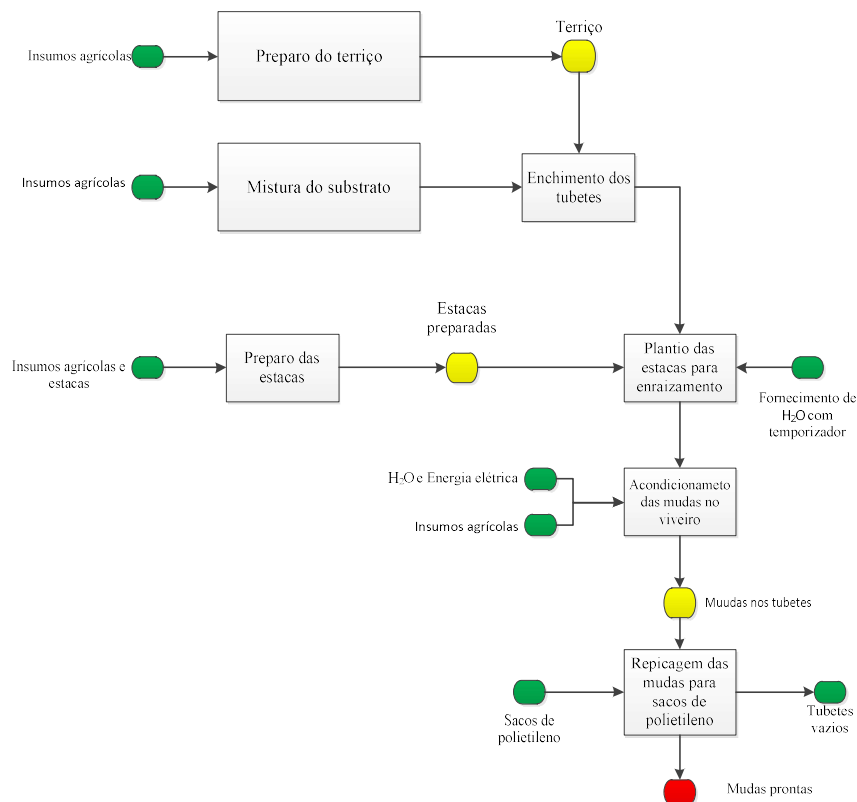 Terriço
Insumos agrícolas
Preparo do terriço
Insumos agrícolas
Mistura do substrato
Enchimento dos
tubetes
Estacas
preparadas
Insumos agrícolas e
estacas
Preparo das
estacas
Plantio das
estacas para
enraizamento
Fornecimento de
H₂O com
temporizador
H₂O e Energia elétrica
Insumos agrícolas
Acondicionameto
das mudas no
viveiro
Muudas nos tubetes
Repicagem das
mudas para
sacos de
polietileno
Sacos de
polietileno
Tubetes
vazios
Mudas prontas